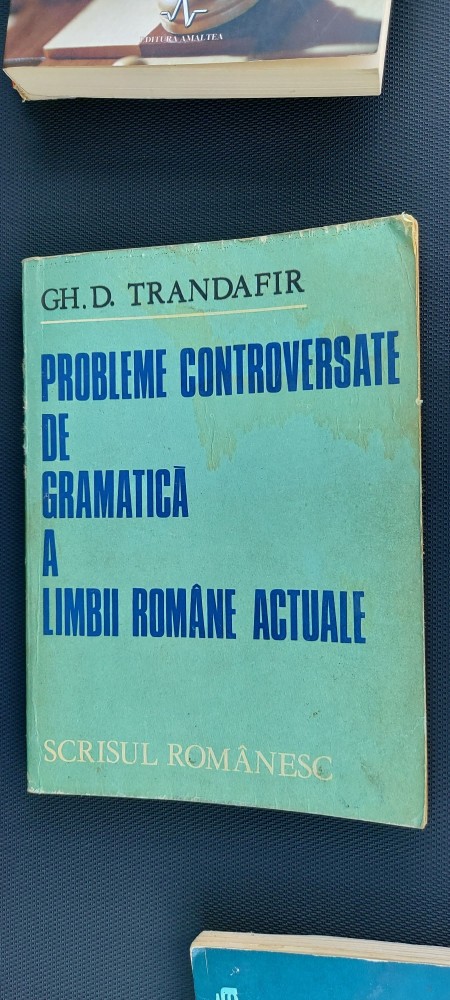 EDITURA AMALTEA
GH. D. TRANDAFIR
PROBLEME CONTROVERSATE
DE
GRAMATICĂ
A
LIMBII ROMÂNE ACTUALE
SCRISUL ROMÂNESC